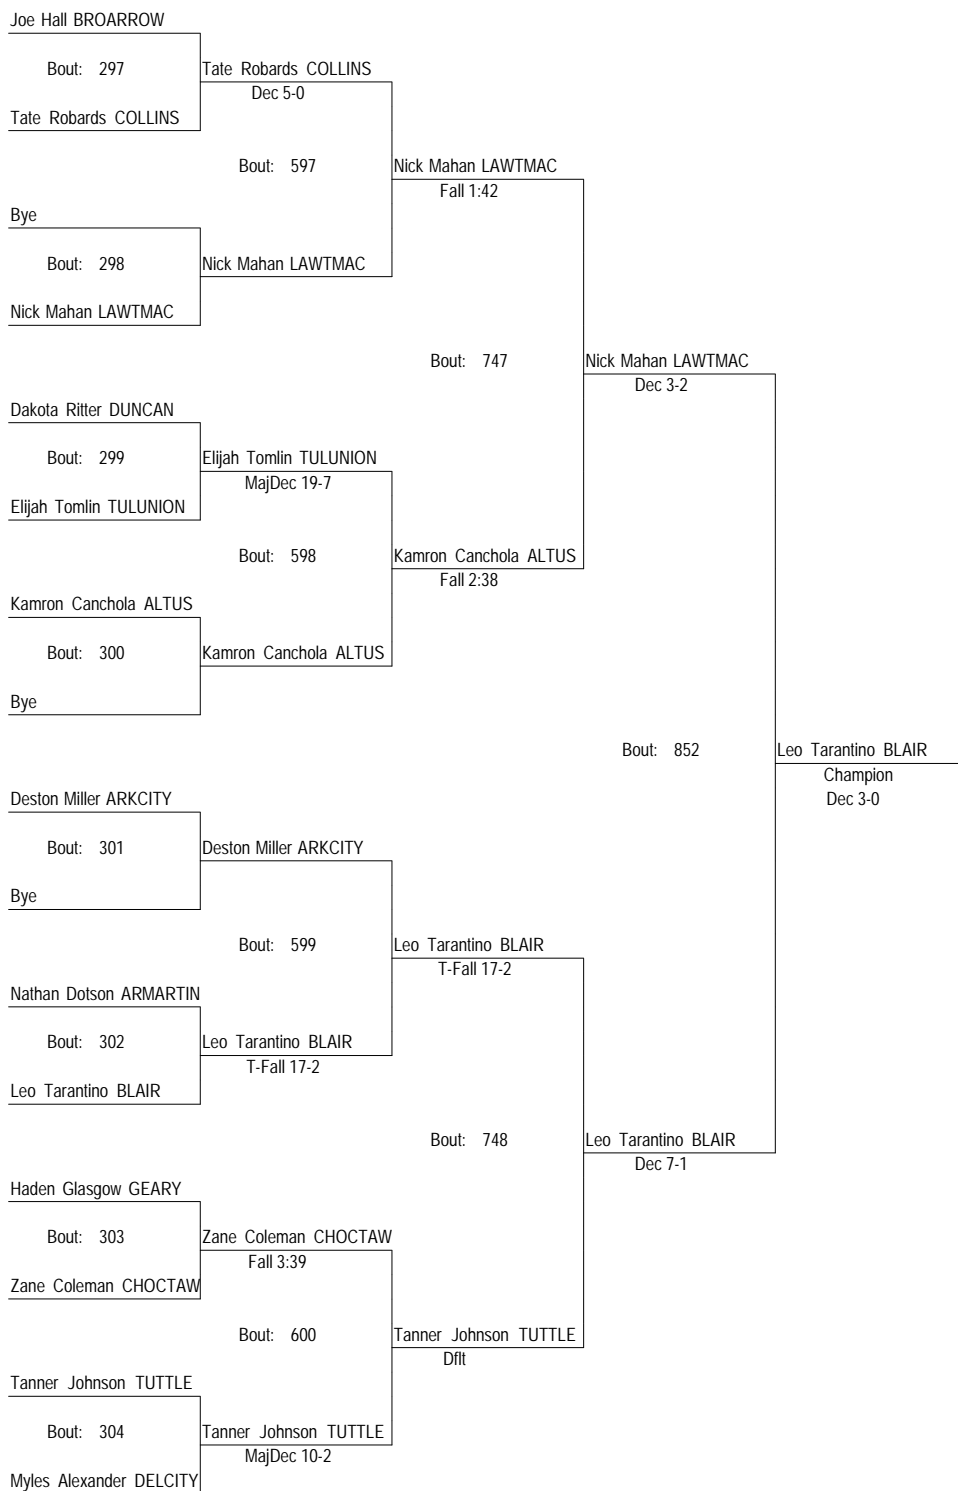 Joe Hall BROARROW
Bout: 297
Tate Robards COLLINS
Dec 5-0
Tate Robards COLLINS
Bout: 597
Nick Mahan LAWTMAC
Fall 1:42
Bye
Bout: 298
Nick Mahan LAWTMAC
Nick Mahan LAWTMAC
Bout: 747
Nick Mahan LAWTMAC
Dec 3-2
Dakota Ritter DUNCAN
Bout: 299
Elijah Tomlin TULUNION
MajDec 19-7
Elijah Tomlin TULUNION
Bout: 598
Kamron Canchola ALTUS
Fall 2:38
Kamron Canchola ALTUS
Bout: 300
Kamron Canchola ALTUS
Bye
Bout: 852
Leo Tarantino BLAIR
Champion
Dec 3-0
Deston Miller ARKCITY
Bout: 301
Deston Miller ARKCITY
Bye
Bout: 599
Leo Tarantino BLAIR
T-Fall 17-2
Nathan Dotson ARMARTIN
Bout: 302
Leo Tarantino BLAIR
T-Fall 17-2
Leo Tarantino BLAIR
Bout: 748
Leo Tarantino BLAIR
Dec 7-1
Haden Glasgow GEARY
Bout: 303
Zane Coleman CHOCTAW
Fall 3:39
Zane Coleman CHOCTAW
Bout: 600
Tanner Johnson TUTTLE
Dflt
Tanner Johnson TUTTLE
Bout: 304
Tanner Johnson TUTTLE
MajDec 10-2
Myles Alexander DELCITY